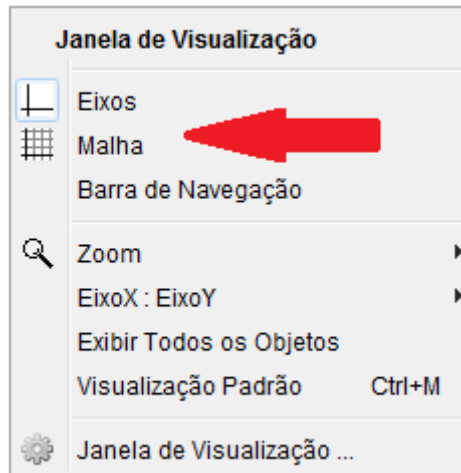 Janela de Visualização
Eixos
Malha
Barra de Navegação
Zoom
EixoX : EixoY
Exibir Todos os Objetos
Visualização Padrão Ctrl+M
Janela de Visualização ...